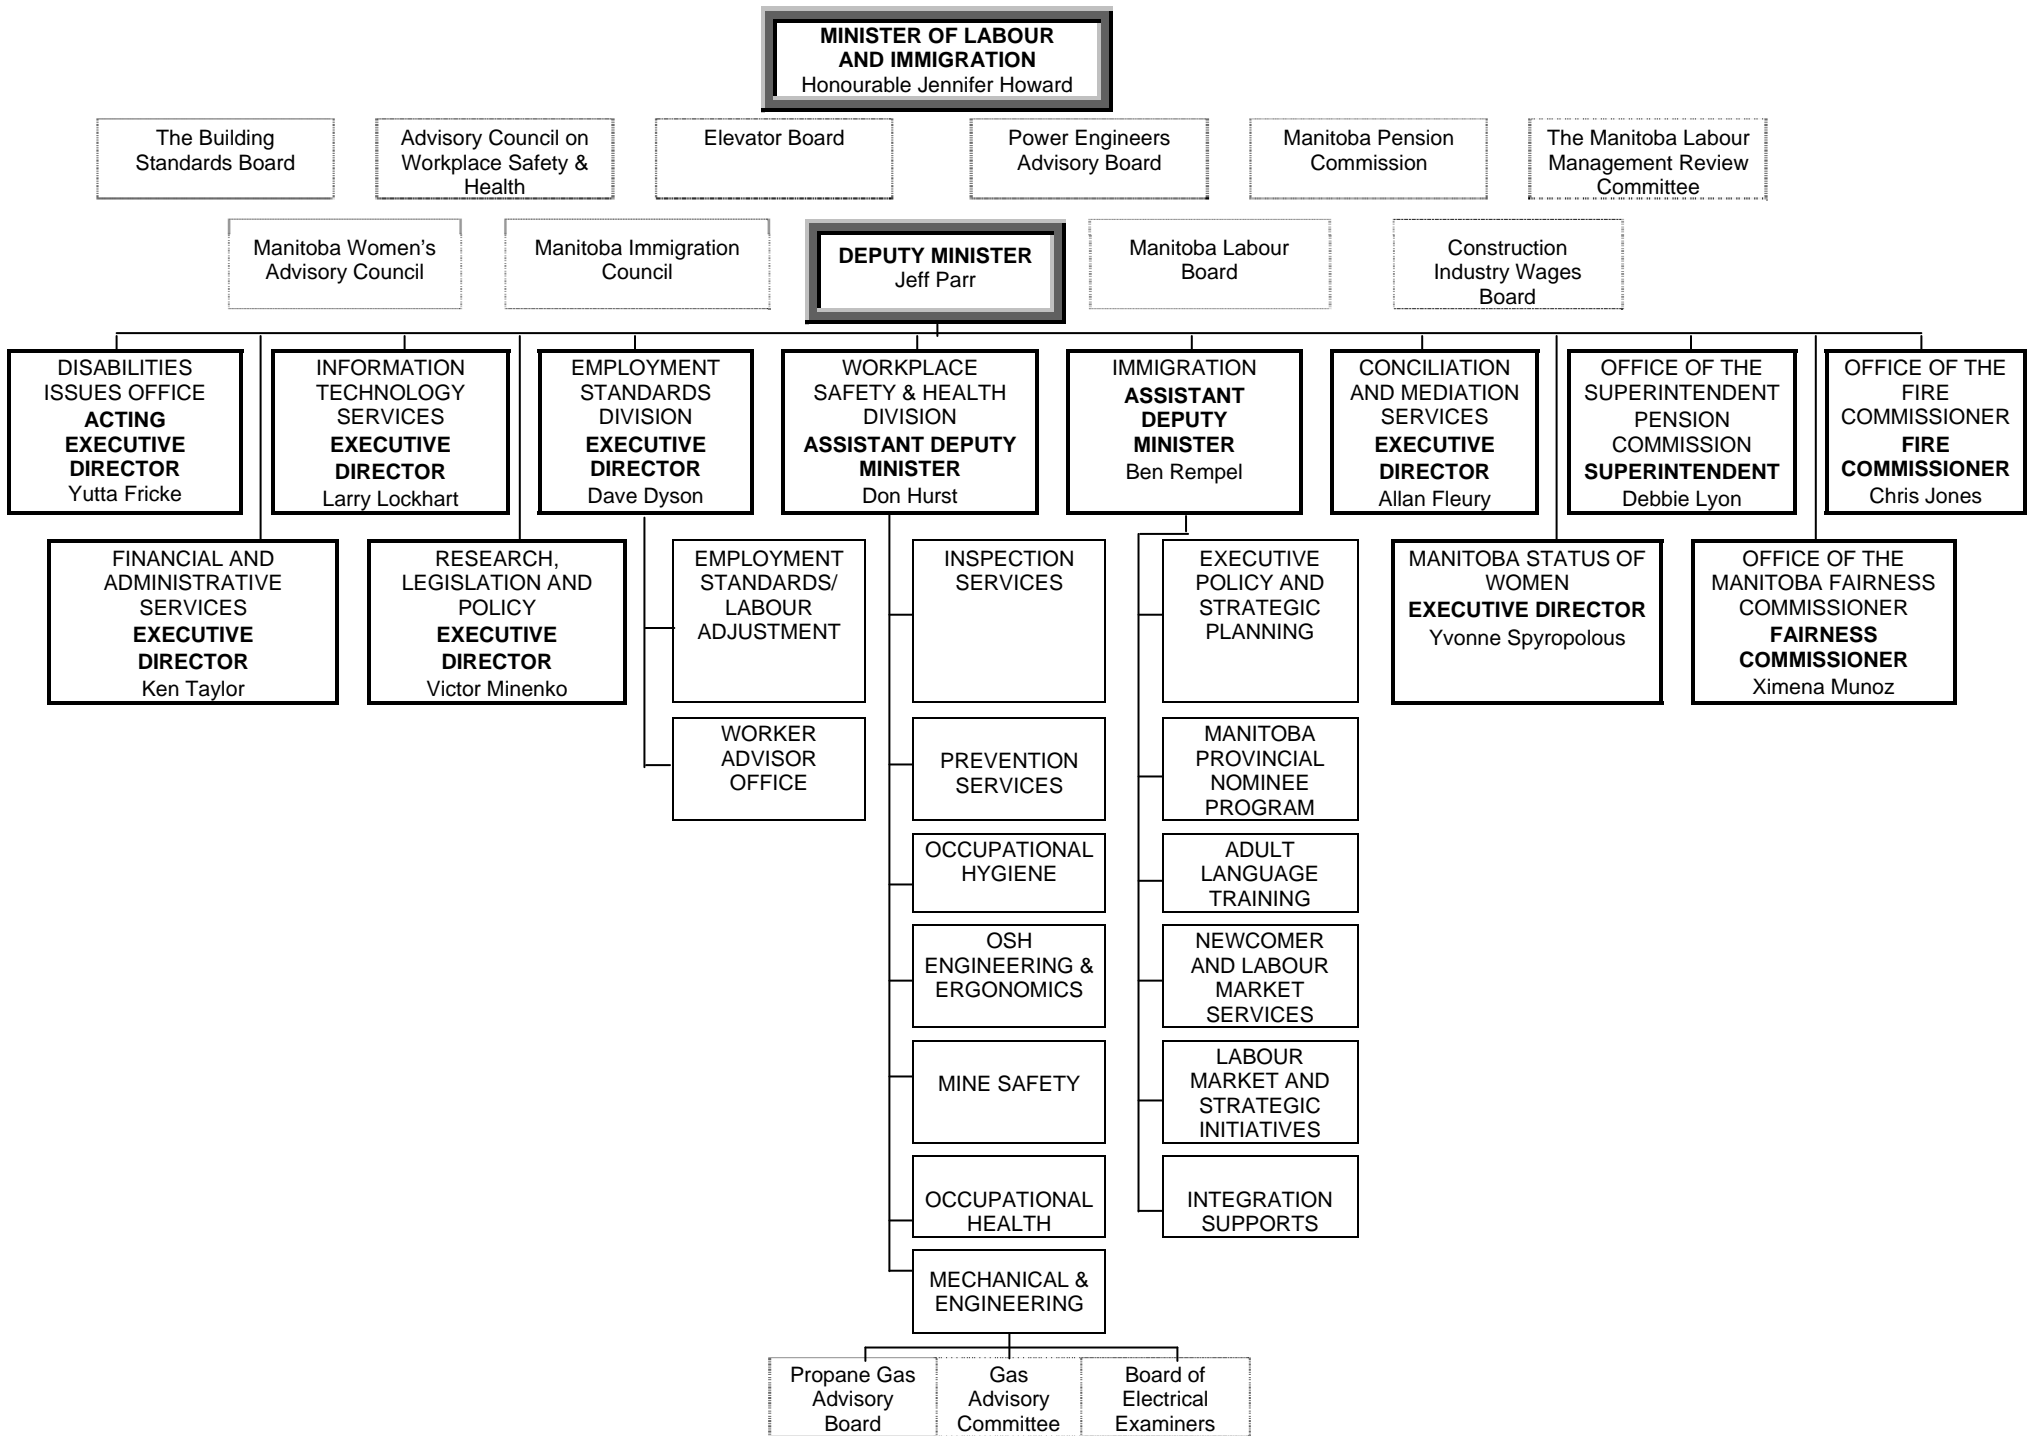 MINISTER OF LABOUR
AND IMMIGRATION
Honourable Jennifer Howard
The Building
Standards Board
Advisory Council on
Workplace Safety &
Health
Elevator Board
Power Engineers
Advisory Board
Manitoba Pension
Commission
The Manitoba Labour
Management Review
Committee
Manitoba Women's
Advisory Council
Manitoba Immigration
Council
DEPUTY MINISTER
Jeff Parr
Manitoba Labour
Board
Construction
Industry Wages
Board
DISABILITIES
ISSUES OFFICE
ACTING
EXECUTIVE
DIRECTOR
Yutta Fricke
INFORMATION
TECHNOLOGY
SERVICES
EXECUTIVE
DIRECTOR
Larry Lockhart
EMPLOYMENT
STANDARDS
DIVISION
EXECUTIVE
DIRECTOR
Dave Dyson
WORKPLACE
SAFETY & HEALTH
DIVISION
ASSISTANT DEPUTY
MINISTER
Don Hurst
IMMIGRATION
ASSISTANT
DEPUTY
MINISTER
Ben Rempel
CONCILIATION
AND MEDIATION
SERVICES
EXECUTIVE
DIRECTOR
Allan Fleury
OFFICE OF THE
SUPERINTENDENT
PENSION
COMMISSION
SUPERINTENDENT
Debbie Lyon
OFFICE OF THE
FIRE
COMMISSIONER
FIRE
COMMISSIONER
Chris Jones
FINANCIAL AND
ADMINISTRATIVE
SERVICES
EXECUTIVE
DIRECTOR
Ken Taylor
RESEARCH,
LEGISLATION AND
POLICY
EXECUTIVE
DIRECTOR
Victor Minenko
EMPLOYMENT
STANDARDS/
LABOUR
ADJUSTMENT
INSPECTION
SERVICES
EXECUTIVE
POLICY AND
STRATEGIC
PLANNING
MANITOBA STATUS OF
WOMEN
EXECUTIVE DIRECTOR
Yvonne Spyropolous
OFFICE OF THE
MANITOBA FAIRNESS
COMMISSIONER
FAIRNESS
COMMISSIONER
Ximena Munoz
WORKER
ADVISOR
OFFICE
PREVENTION
SERVICES
MANITOBA
PROVINCIAL
NOMINEE
PROGRAM
OCCUPATIONAL
HYGIENE
ADULT
LANGUAGE
TRAINING
OSH
ENGINEERING &
ERGONOMICS
NEWCOMER
AND LABOUR
MARKET
SERVICES
MINE SAFETY
LABOUR
MARKET AND
STRATEGIC
INITIATIVES
OCCUPATIONAL
HEALTH
INTEGRATION
SUPPORTS
MECHANICAL &
ENGINEERING
Propane Gas
Advisory
Board
Gas
Advisory
Committee
Board of
Electrical
Examiners